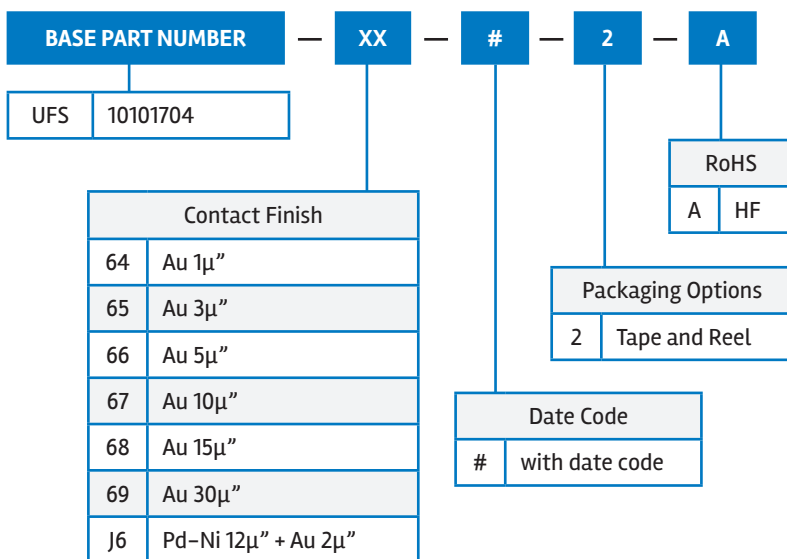 BASE PART NUMBER — XX — # — 2 — A
UFS 10101704
RoHS
A HF
Contact Finish
64 Au 1µ”
65 Au 3µ”
66 Au 5µ”
67 Au 10µ”
68 Au 15µ”
69 Au 30µ”
J6 Pd–Ni 12µ” + Au 2µ”
Packaging Options
2 Tape and Reel
Date Code
# with date code